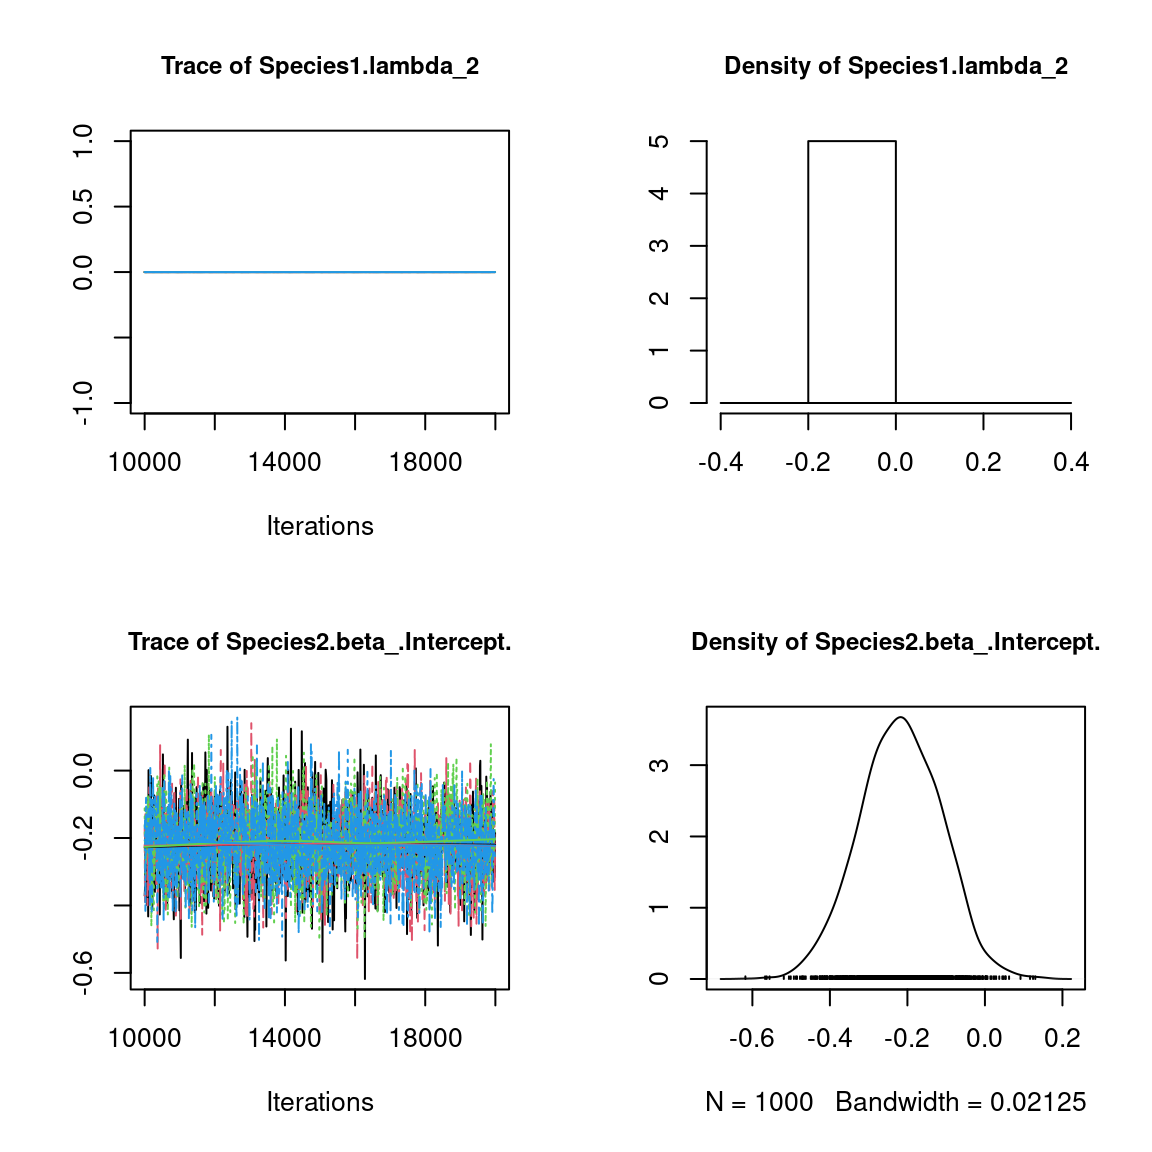 Trace of Species1.lambda_2
1.0
0.5
0.0
-1.0
10000 14000 18000
Iterations
Density of Species1.lambda_2
5
4
3
2
1
0
-0.4 -0.2 0.0 0.2 0.4
Trace of Species2.beta_.Intercept.
0.0
-0.2
-0.6
10000 14000 18000
Iterations
Density of Species2.beta_.Intercept.
3
2
1
0
-0.6 -0.4 -0.2 0.0 0.2
N = 1000 Bandwidth = 0.02125